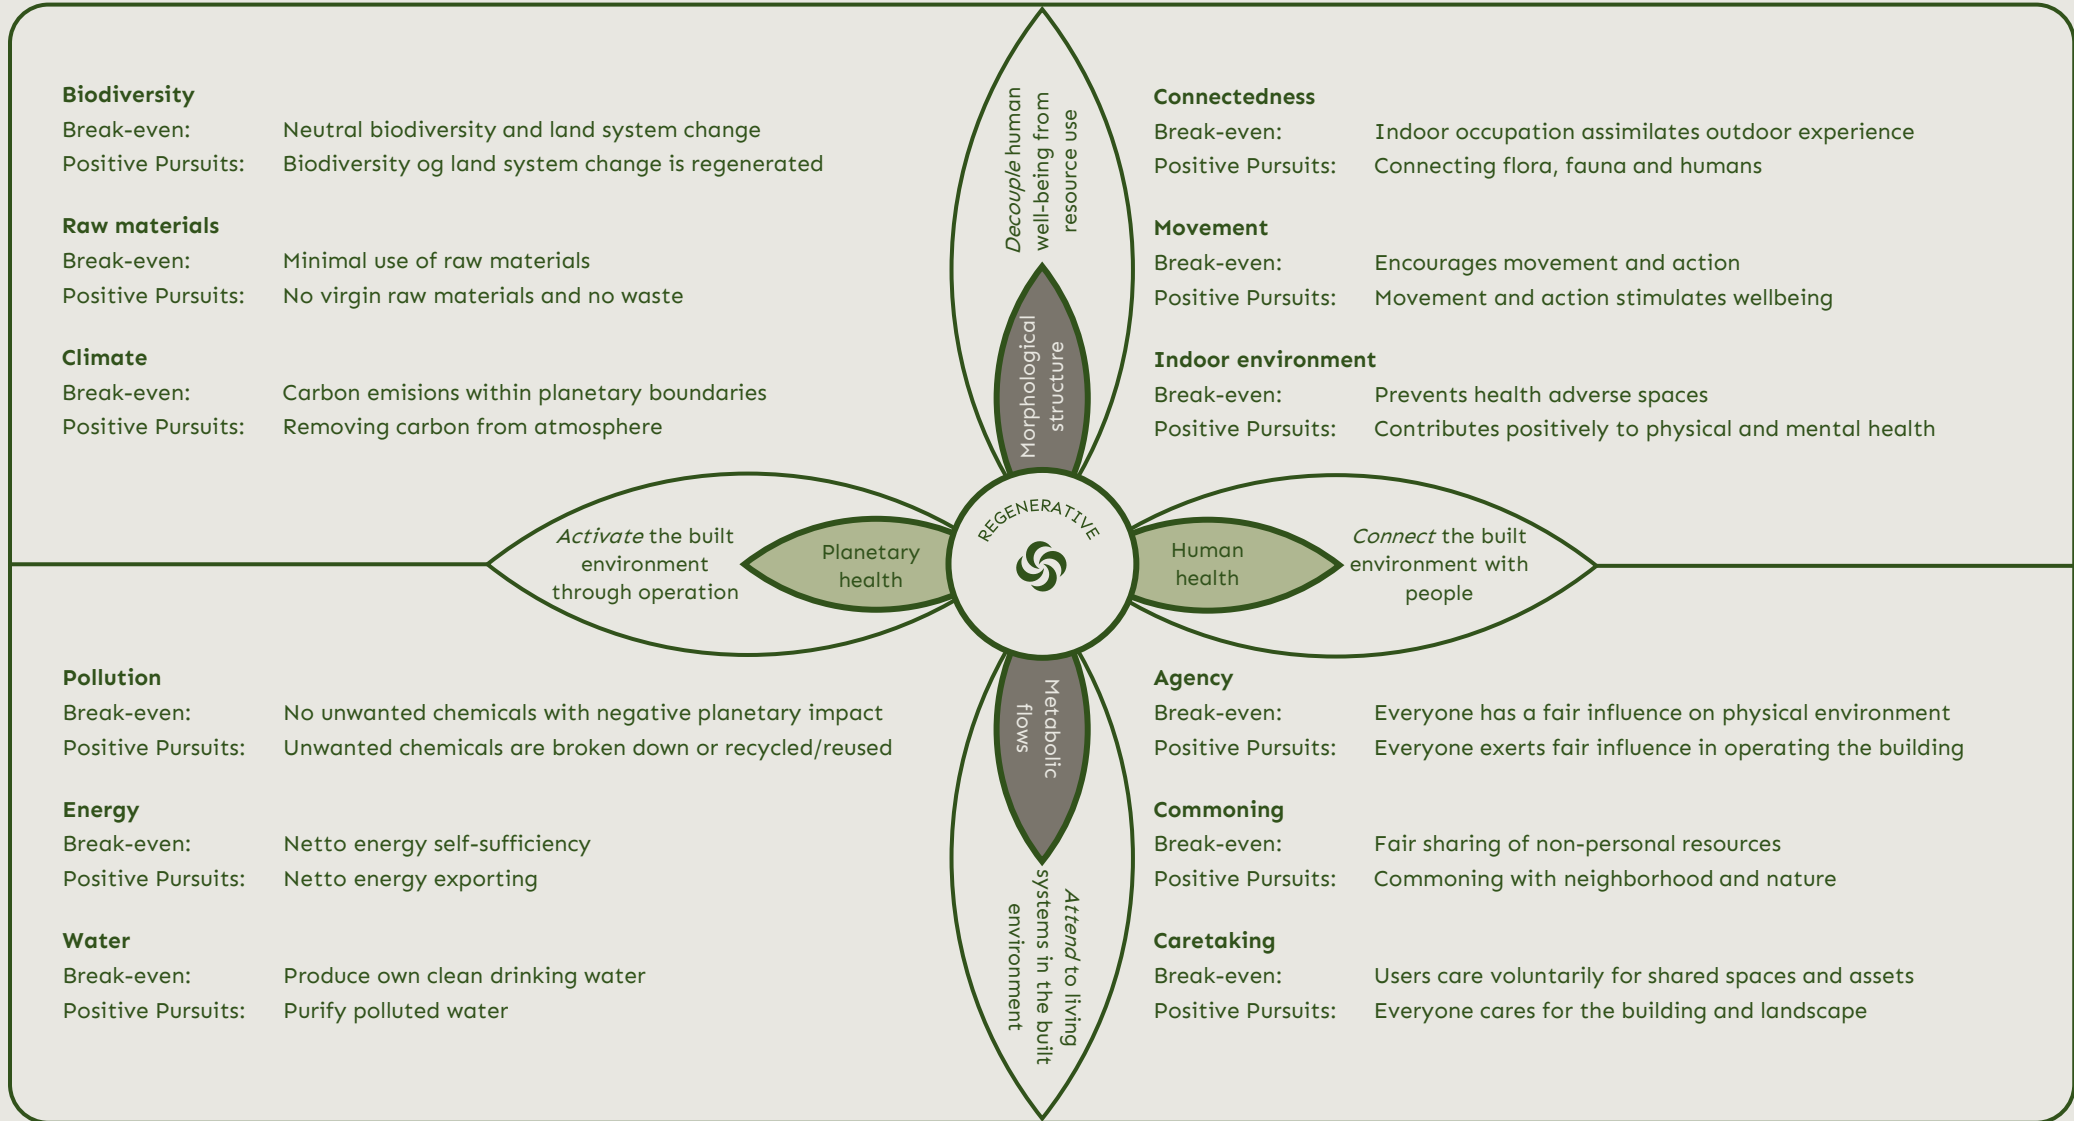 Biodiversity
Break-even: Neutral biodiversity and land system change
Positive Pursuits: Biodiversity og land system change is regenerated
Raw materials
Break-even: Minimal use of raw materials
Positive Pursuits: No virgin raw materials and no waste
Climate
Break-even: Carbon emisions within planetary boundaries
Positive Pursuits: Removing carbon from atmosphere
Decouple human
well-being from
resource use
Morphological
structure
Connectedness
Break-even: Indoor occupation assimilates outdoor experience
Positive Pursuits: Connecting flora, fauna and humans
Movement
Break-even: Encourages movement and action
Positive Pursuits: Movement and action stimulates wellbeing
Indoor environment
Break-even: Prevents health adverse spaces
Positive Pursuits: Contributes positively to physical and mental health
Activate the built
environment
through operation
Planetary
health
REGENERATIVE
Human
health
Connect the built
environment with
people
Pollution
Break-even: No unwanted chemicals with negative planetary impact
Positive Pursuits: Unwanted chemicals are broken down or recycled/reused
Energy
Break-even: Netto energy self-sufficiency
Positive Pursuits: Netto energy exporting
Water
Break-even: Produce own clean drinking water
Positive Pursuits: Purify polluted water
Metabolic
flows
Attend to living
systems in the built
environment
Agency
Break-even: Everyone has a fair influence on physical environment
Positive Pursuits: Everyone exerts fair influence in operating the building
Commoning
Break-even: Fair sharing of non-personal resources
Positive Pursuits: Commoning with neighborhood and nature
Caretaking
Break-even: Users care voluntarily for shared spaces and assets
Positive Pursuits: Everyone cares for the building and landscape